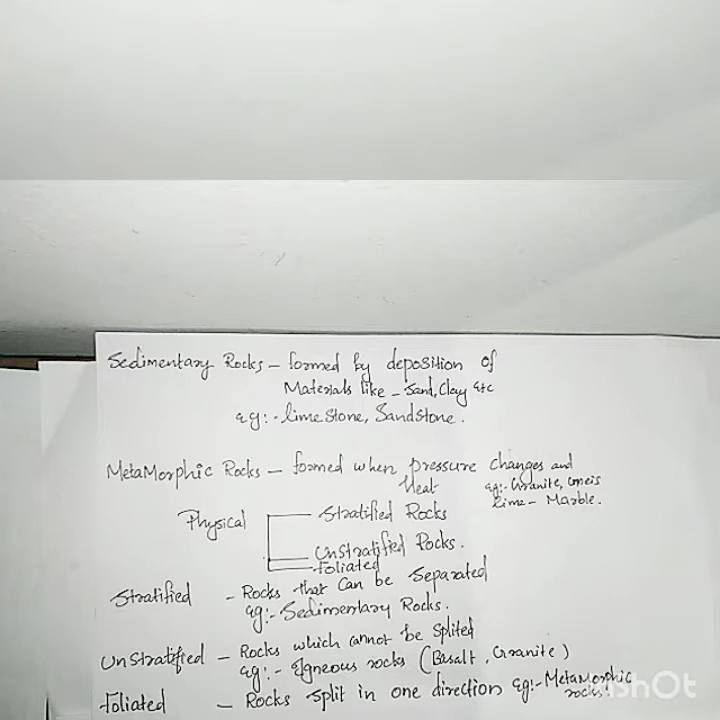 Sedimentary Rocks – formed by deposition of
Materials like – Sand, Clay etc
eg:- lime stone, Sandstone.
MetaMorphic Rocks – formed when pressure changes and
Heat
eg:- Granite, Gneis
lime – Marble.
Physical
Stratified Rocks
Unstratified Rocks.
Foliated
Stratified – Rocks that Can be Separated
eg:- Sedimentary Rocks.
Unstratified – Rocks which cannot be Splited
eg:- Igneous rocks (Basalt, Granite)
Foliated – Rocks Split in one direction eg:- MetaMorphic
rocks.